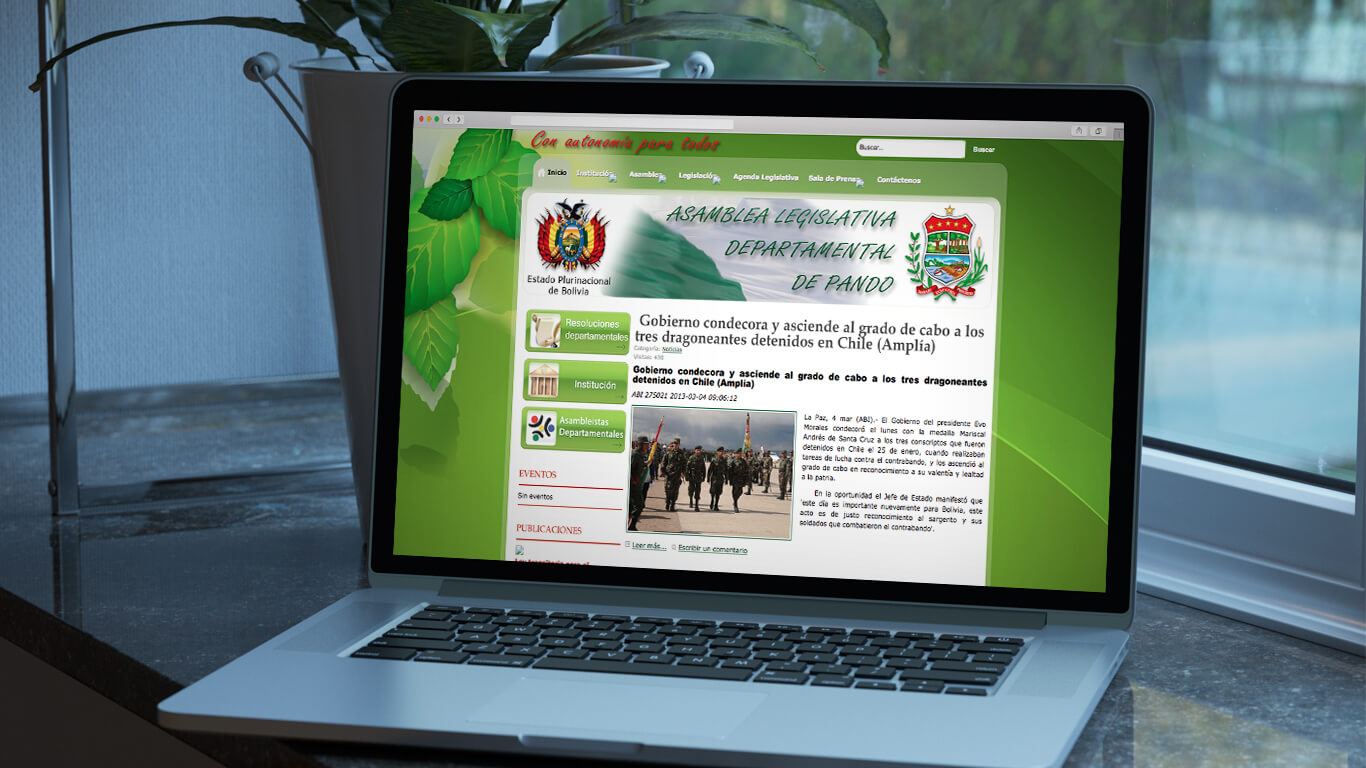 Con autonomía para todos
Buscar...
Buscar
Inicio
Institució
Asamble
Legislació
Agenda Legislativa
Sala de Prens
Contáctenos
Estado Plurinacional
de Bolivia
ASAMBLEA LEGISLATIVA
DEPARTAMENTAL
DE PANDO
Resoluciones
departamentales
Institución
Asambleistas
Departamentales
EVENTOS
Sin eventos
PUBLICACIONES
Gobierno condecora y asciende al grado de cabo a los
tres dragoneantes detenidos en Chile (Amplía)
Categoría: Noticias
Visitas: 438
Gobierno condecora y asciende al grado de cabo a los tres dragoneantes
detenidos en Chile (Amplía)
ABI 275021 2013-03-04 09:06:12
La Paz, 4 mar (ABI).- El Gobierno del presidente Evo
Morales condecoró el lunes con la medalla Mariscal
Andrés de Santa Cruz a los tres conscriptos que fueron
detenidos en Chile el 25 de enero, cuando realizaban
tareas de lucha contra el contrabando, y los ascendió al
grado de cabo en reconocimiento a su valentía y lealtad
a la patria.
En la oportunidad el Jefe de Estado manifestó que
'este día es importante nuevamente para Bolivia, este
acto es de justo reconocimiento al sargento y sus
soldados que combatieron el contrabando'.
Leer más...
Escribir un comentario